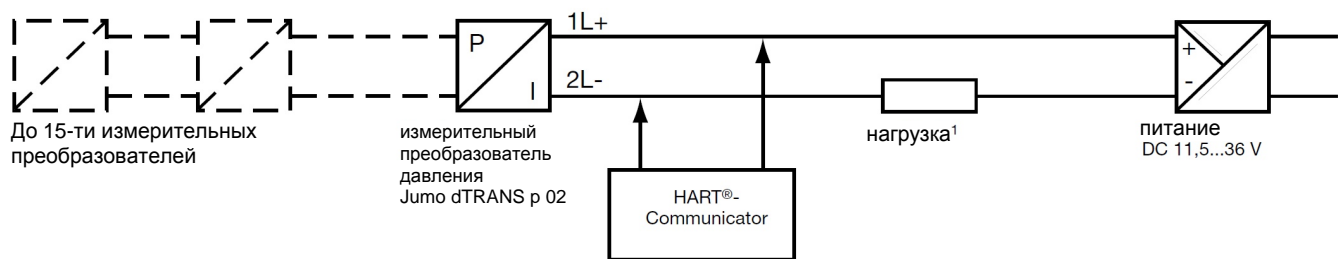 До 15-ти измерительных
преобразователей
P
I
1L+
2L-
измерительный
преобразователь
давления
Jumo dTRANS p 02
HART®-
Communicator
нагрузка¹
+
-
питание
DC 11,5...36 V